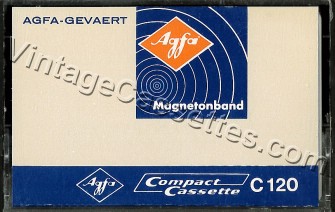 AGFA-GEVAERT
Agfa
Magnetonband
VintageCassettes.com
Agfa
Compact
Cassette
C 120